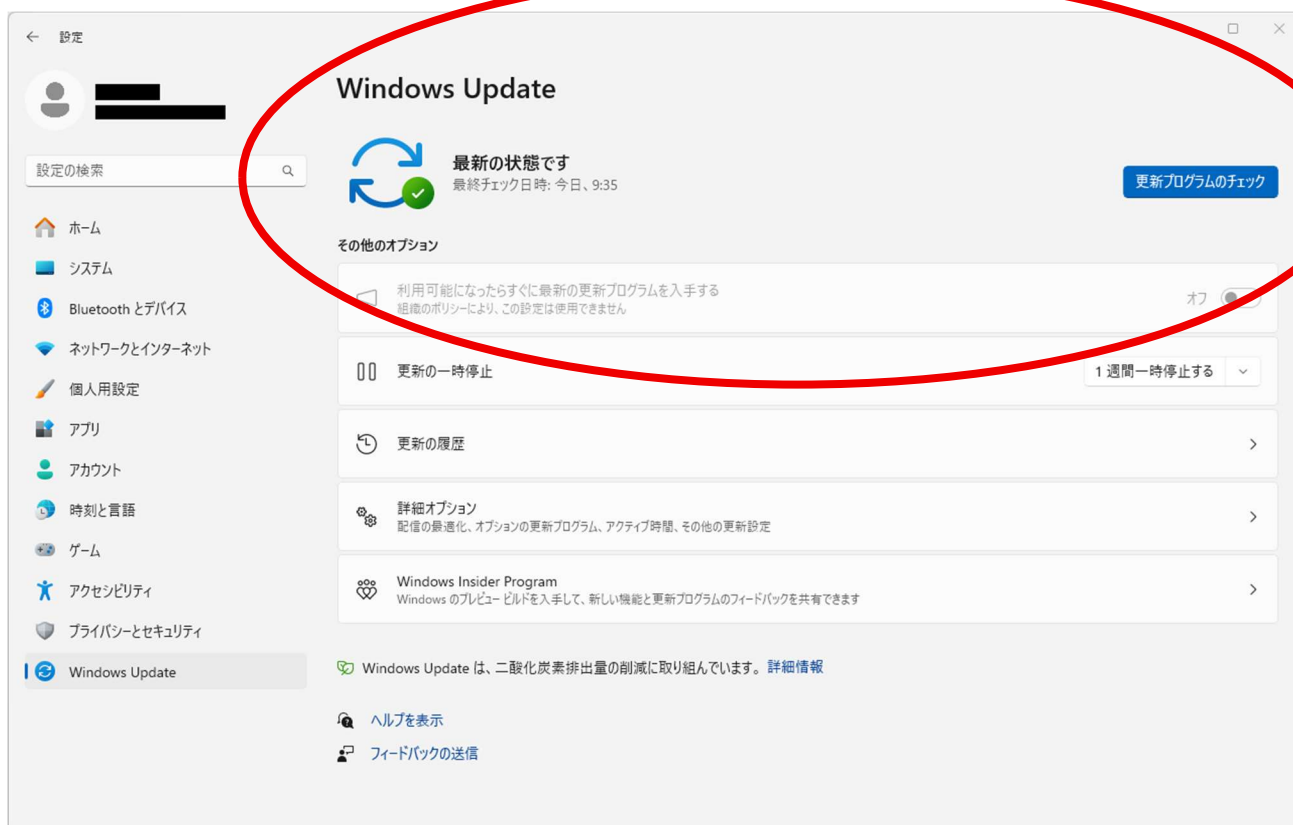 設定
設定の検索
ホーム
システム
Bluetooth とデバイス
ネットワークとインターネット
個人用設定
アプリ
アカウント
時刻と言語
ゲーム
アクセシビリティ
プライバシーとセキュリティ
Windows Update
Windows Update
最新の状態です
最終チェック日時: 今日、9:35
更新プログラムのチェック
その他のオプション
利用可能になったらすぐに最新の更新プログラムを入手する
組織のポリシーにより、この設定は使用できません
オフ
更新の一時停止
1 週間一時停止する
更新の履歴
詳細オプション
配信の最適化、オプションの更新プログラム、アクティブ時間、その他の更新設定
Windows Insider Program
Windows のプレビュー ビルドを入手して、新しい機能と更新プログラムのフィードバックを共有できます
Windows Update は、二酸化炭素排出量の削減に取り組んでいます。 詳細情報
ヘルプを表示
フィードバックの送信